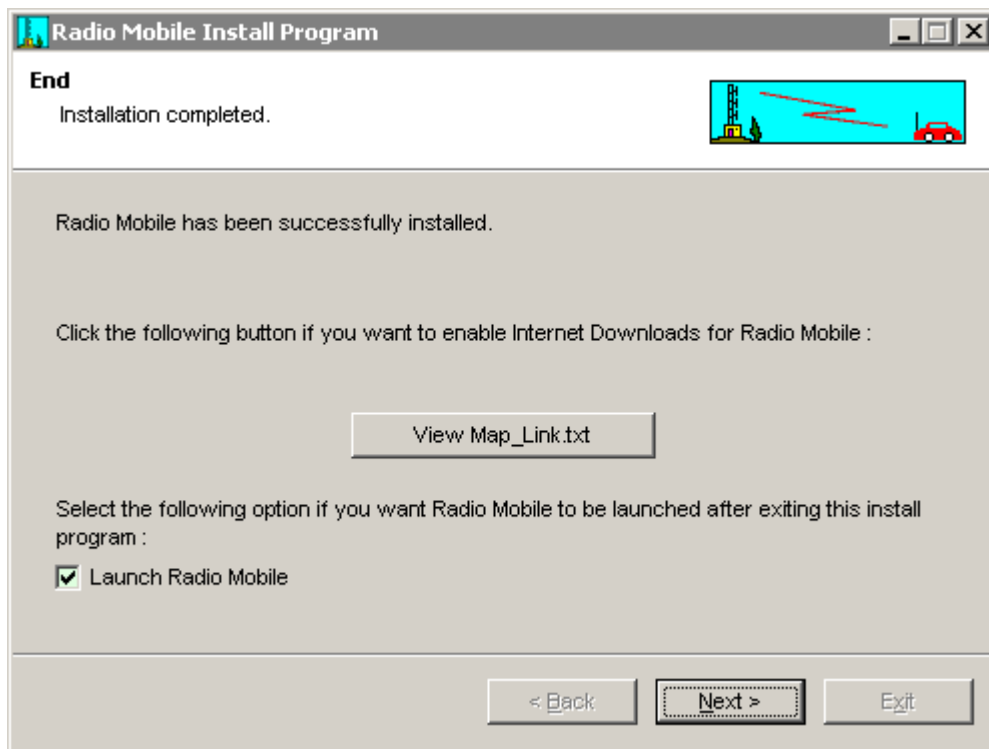 Radio Mobile Install Program
End
Installation completed.
Radio Mobile has been successfully installed.
Click the following button if you want to enable Internet Downloads for Radio Mobile :
View Map_Link.txt
Select the following option if you want Radio Mobile to be launched after exiting this install
program :
Launch Radio Mobile
< Back
Next >
Exit